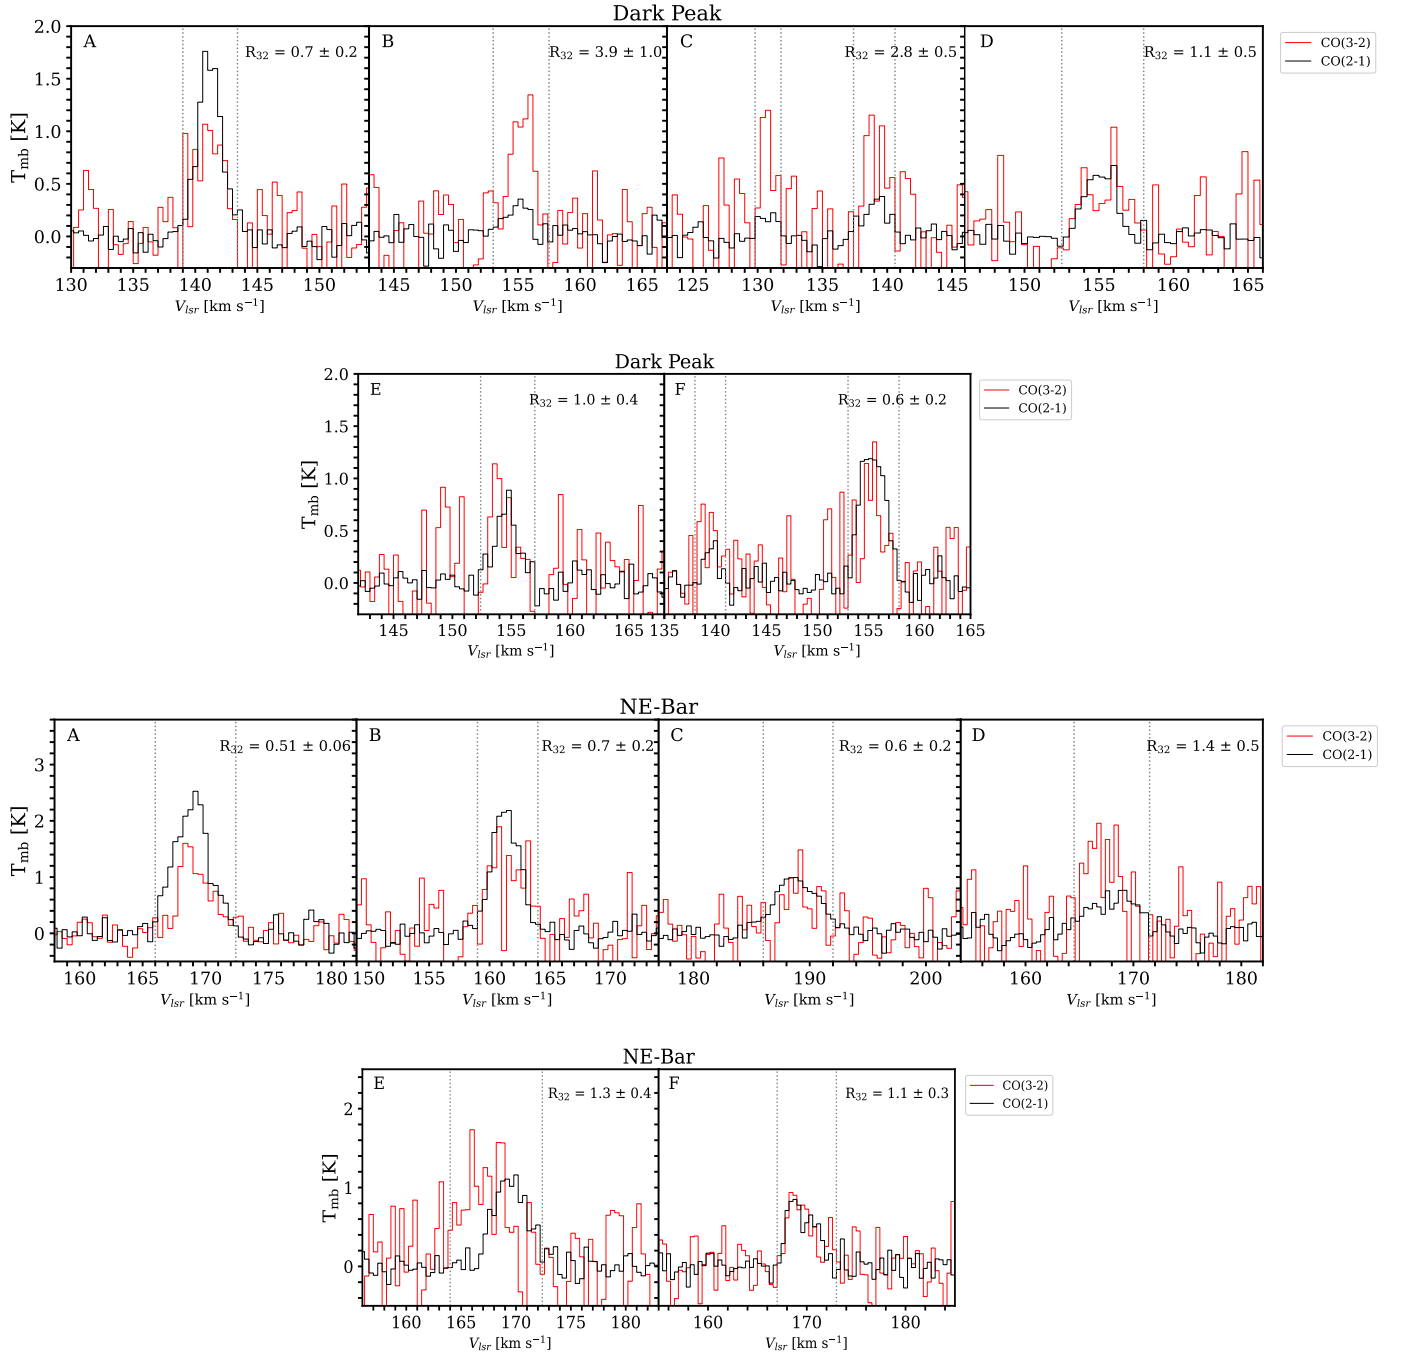 Dark Peak
A
R32 = 0.7 ± 0.2
B
R32 = 3.9 ± 1.0
C
R32 = 2.8 ± 0.5
D
R32 = 1.1 ± 0.5
CO(3-2)
CO(2-1)
2.0
1.5
1.0
0.5
0.0
Tmb [K]
130 135 140 145 150
145 150 155 160 165
125 130 135 140 145
150 155 160 165
Vlsr [km s−1]
Vlsr [km s−1]
Vlsr [km s−1]
Vlsr [km s−1]
Dark Peak
E
R32 = 1.0 ± 0.4
F
R32 = 0.6 ± 0.2
CO(3-2)
CO(2-1)
2.0
1.5
1.0
0.5
0.0
Tmb [K]
145 150 155 160 165
135 140 145 150 155 160 165
Vlsr [km s−1]
Vlsr [km s−1]
NE-Bar
A
R32 = 0.51 ± 0.06
B
R32 = 0.7 ± 0.2
C
R32 = 0.6 ± 0.2
D
R32 = 1.4 ± 0.5
CO(3-2)
CO(2-1)
3
2
1
0
Tmb [K]
160 165 170 175 180
150 155 160 165 170
180 190 200
160 170 180
Vlsr [km s−1]
Vlsr [km s−1]
Vlsr [km s−1]
Vlsr [km s−1]
NE-Bar
E
R32 = 1.3 ± 0.4
F
R32 = 1.1 ± 0.3
CO(3-2)
CO(2-1)
2
1
0
Tmb [K]
160 165 170 175 180
160 170 180
Vlsr [km s−1]
Vlsr [km s−1]